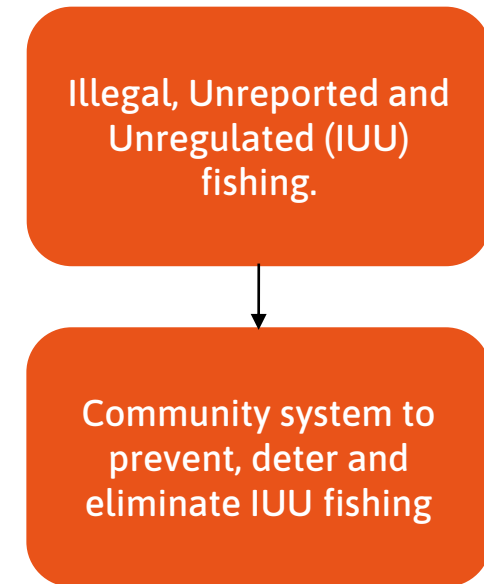 Illegal, Unreported and
Unregulated (IUU)
fishing.
Community system to
prevent, deter and
eliminate IUU fishing